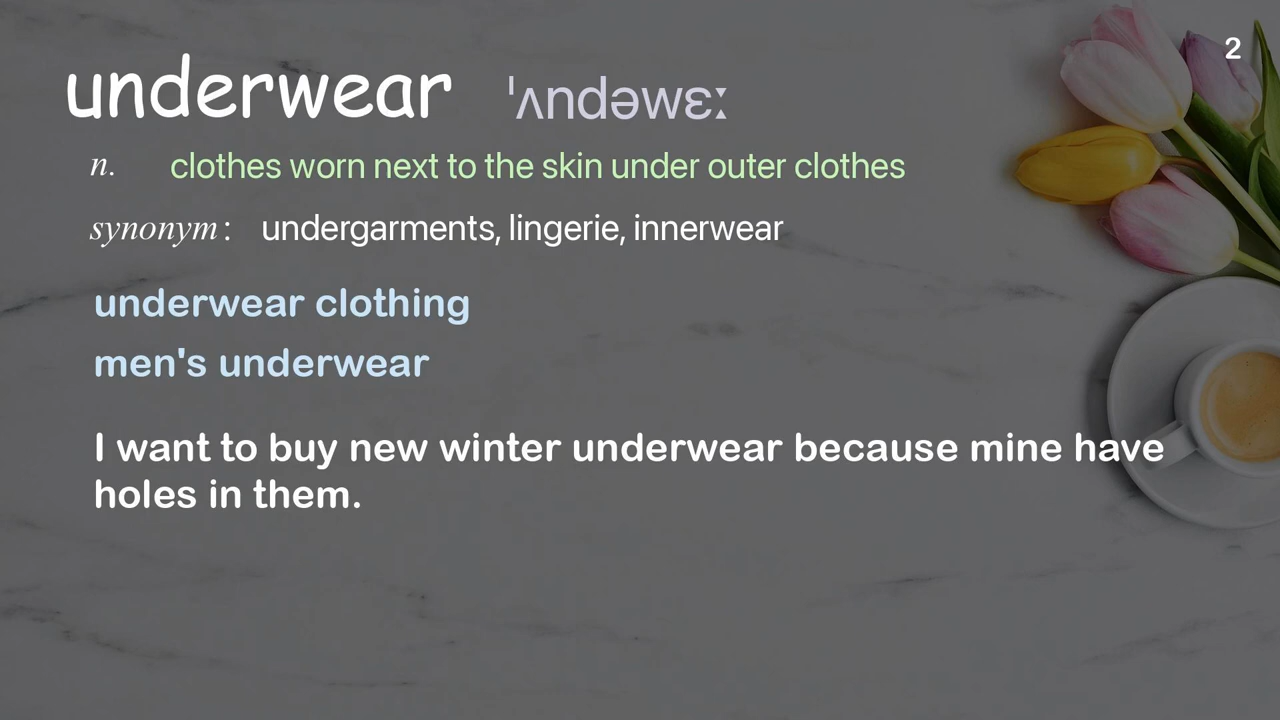 2
underwear ˈʌndəwɛː
n. clothes worn next to the skin under outer clothes
synonym: undergarments, lingerie, innerwear
underwear clothing
men's underwear
I want to buy new winter underwear because mine have
holes in them.